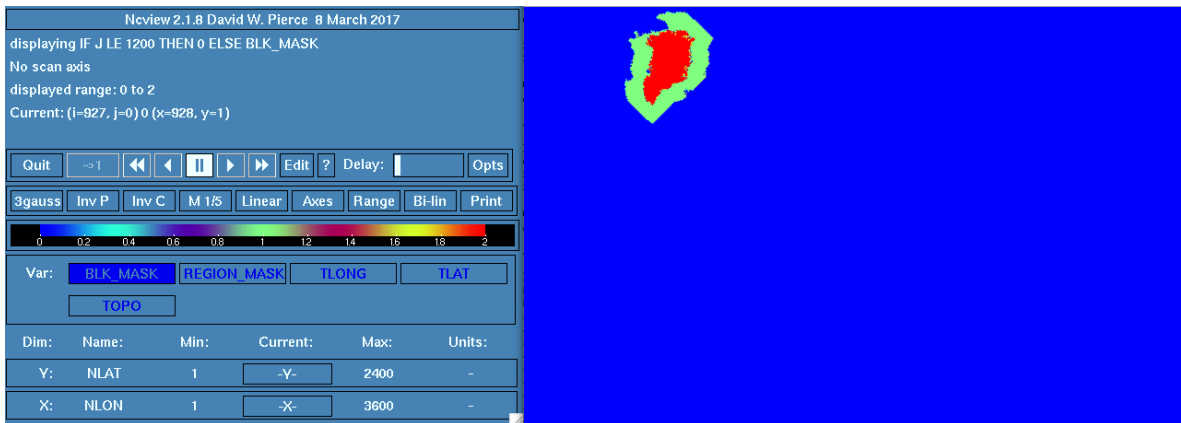 Ncview 2.1.8 David W. Pierce 8 March 2017
displaying IF J LE 1200 THEN 0 ELSE BLK_MASK
No scan axis
displayed range: 0 to 2
Current: (i=927, j=0) 0 (x=928, y=1)
Quit ->1 Edit ? Delay: Opts
3gauss Inv P Inv C M 1/5 Linear Axes Range Bi-lin Print
0 0.2 0.4 0.6 0.8 1 1.2 1.4 1.6 1.8 2
Var: BLK_MASK REGION_MASK TLONG TLAT
TOPO
Dim: Name: Min: Current: Max: Units:
Y: NLAT 1 -Y- 2400 -
X: NLON 1 -X- 3600 -